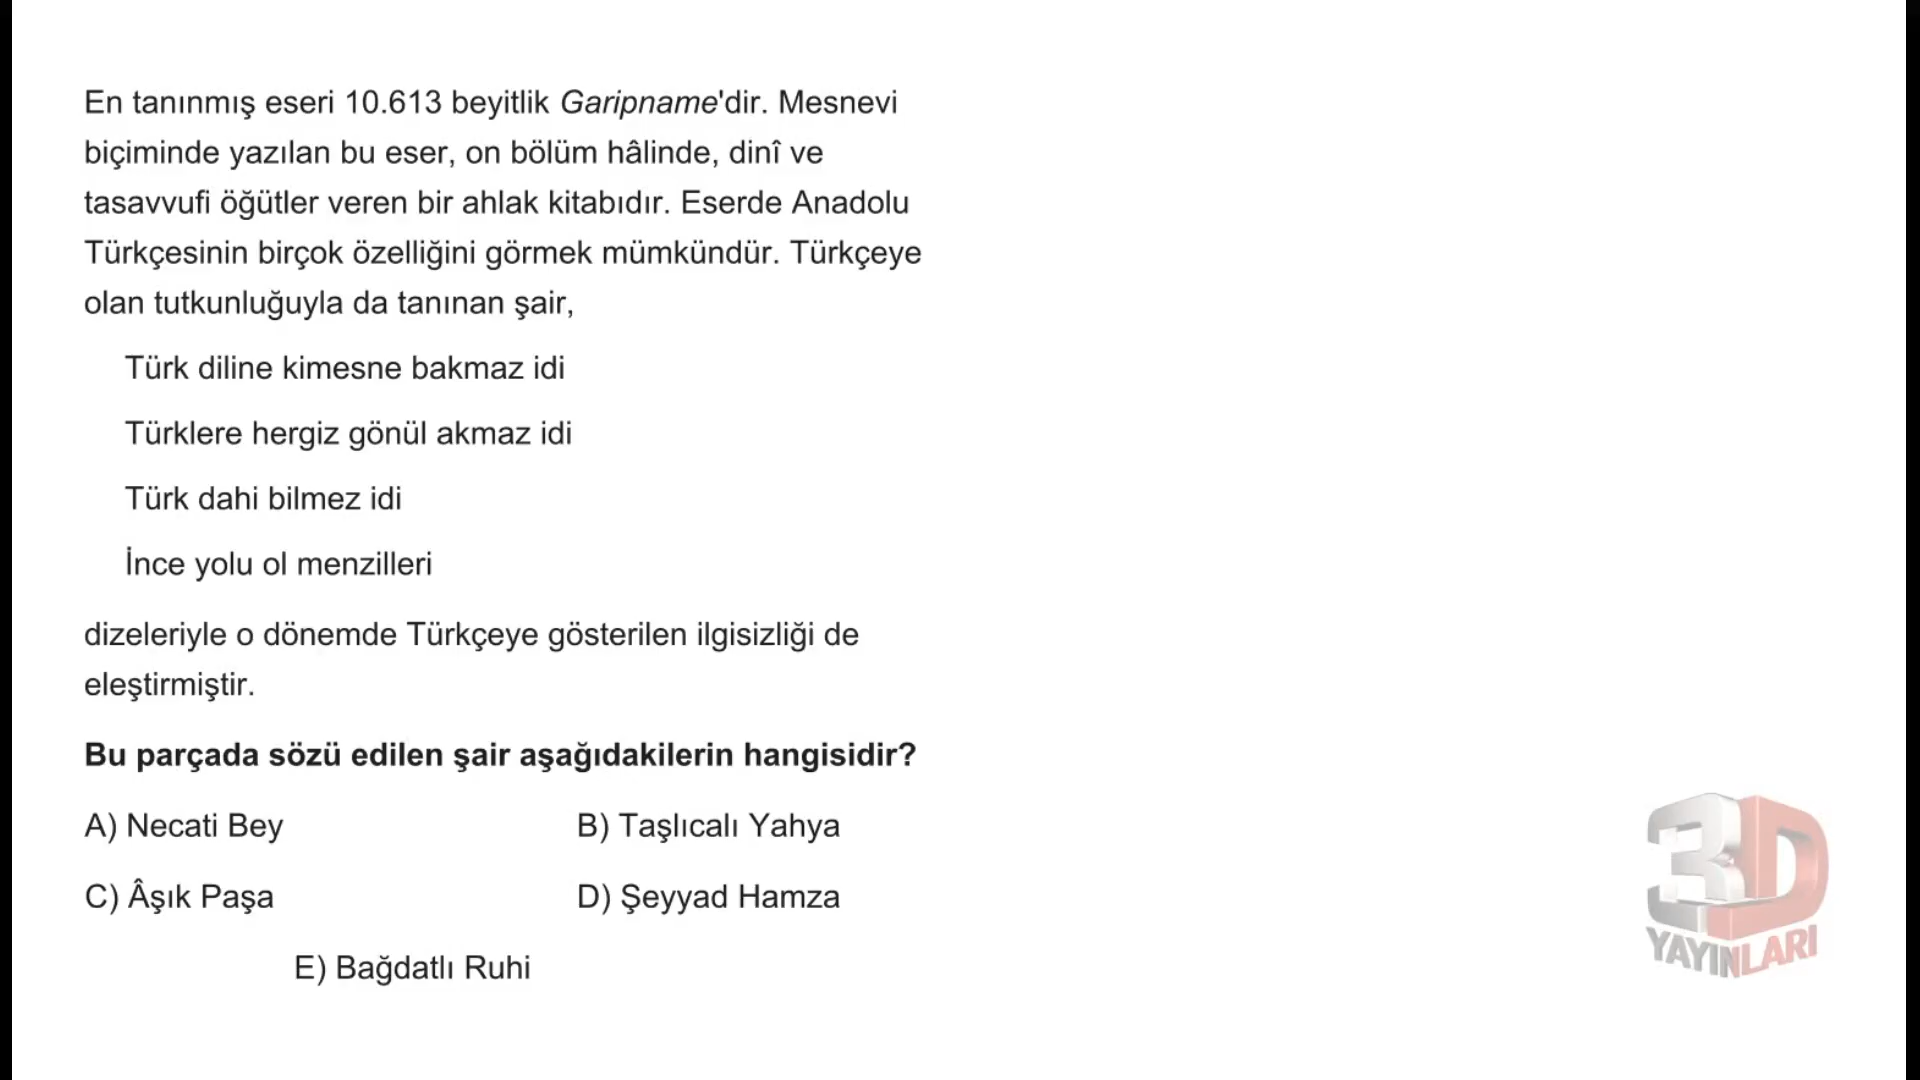 En tanınmış eseri 10.613 beyitlik Garipname'dir. Mesnevi
biçiminde yazılan bu eser, on bölüm hâlinde, dinî ve
tasavvufi öğütler veren bir ahlak kitabıdır. Eserde Anadolu
Türkçesinin birçok özelliğini görmek mümkündür. Türkçeye
olan tutkunluğuyla da tanınan şair,
Türk diline kimesne bakmaz idi
Türklere hergiz gönül akmaz idi
Türk dahi bilmez idi
İnce yolu ol menzilleri
dizeleriyle o dönemde Türkçeye gösterilen ilgisizliği de
eleştirmiştir.
Bu parçada sözü edilen şair aşağıdakilerin hangisidir?
A) Necati Bey B) Taşlıcalı Yahya
C) Âşık Paşa D) Şeyyad Hamza
E) Bağdatlı Ruhi
3D
YAYINLARI